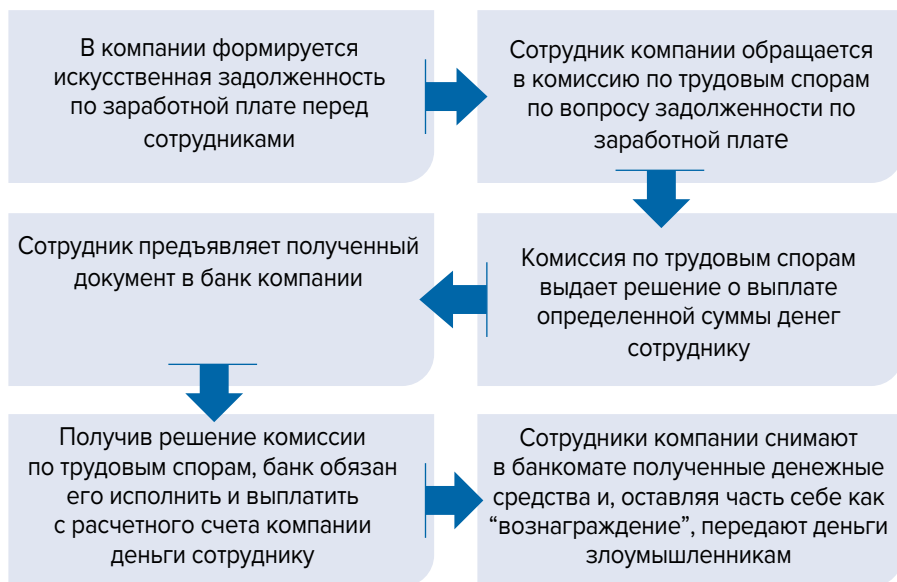 В компании формируется
искусственная задолженность
по заработной плате перед
сотрудниками
Сотрудник компании обращается
в комиссию по трудовым спорам
по вопросу задолженности по
заработной плате
Комиссия по трудовым спорам
выдает решение о выплате
определенной суммы денег
сотруднику
Сотрудник предъявляет полученный
документ в банк компании
Получив решение комиссии
по трудовым спорам, банк обязан
его исполнить и выплатить
с расчетного счета компании
деньги сотруднику
Сотрудники компании снимают
в банкомате полученные денежные
средства и, оставляя часть себе как
“вознаграждение”, передают деньги
злоумышленникам